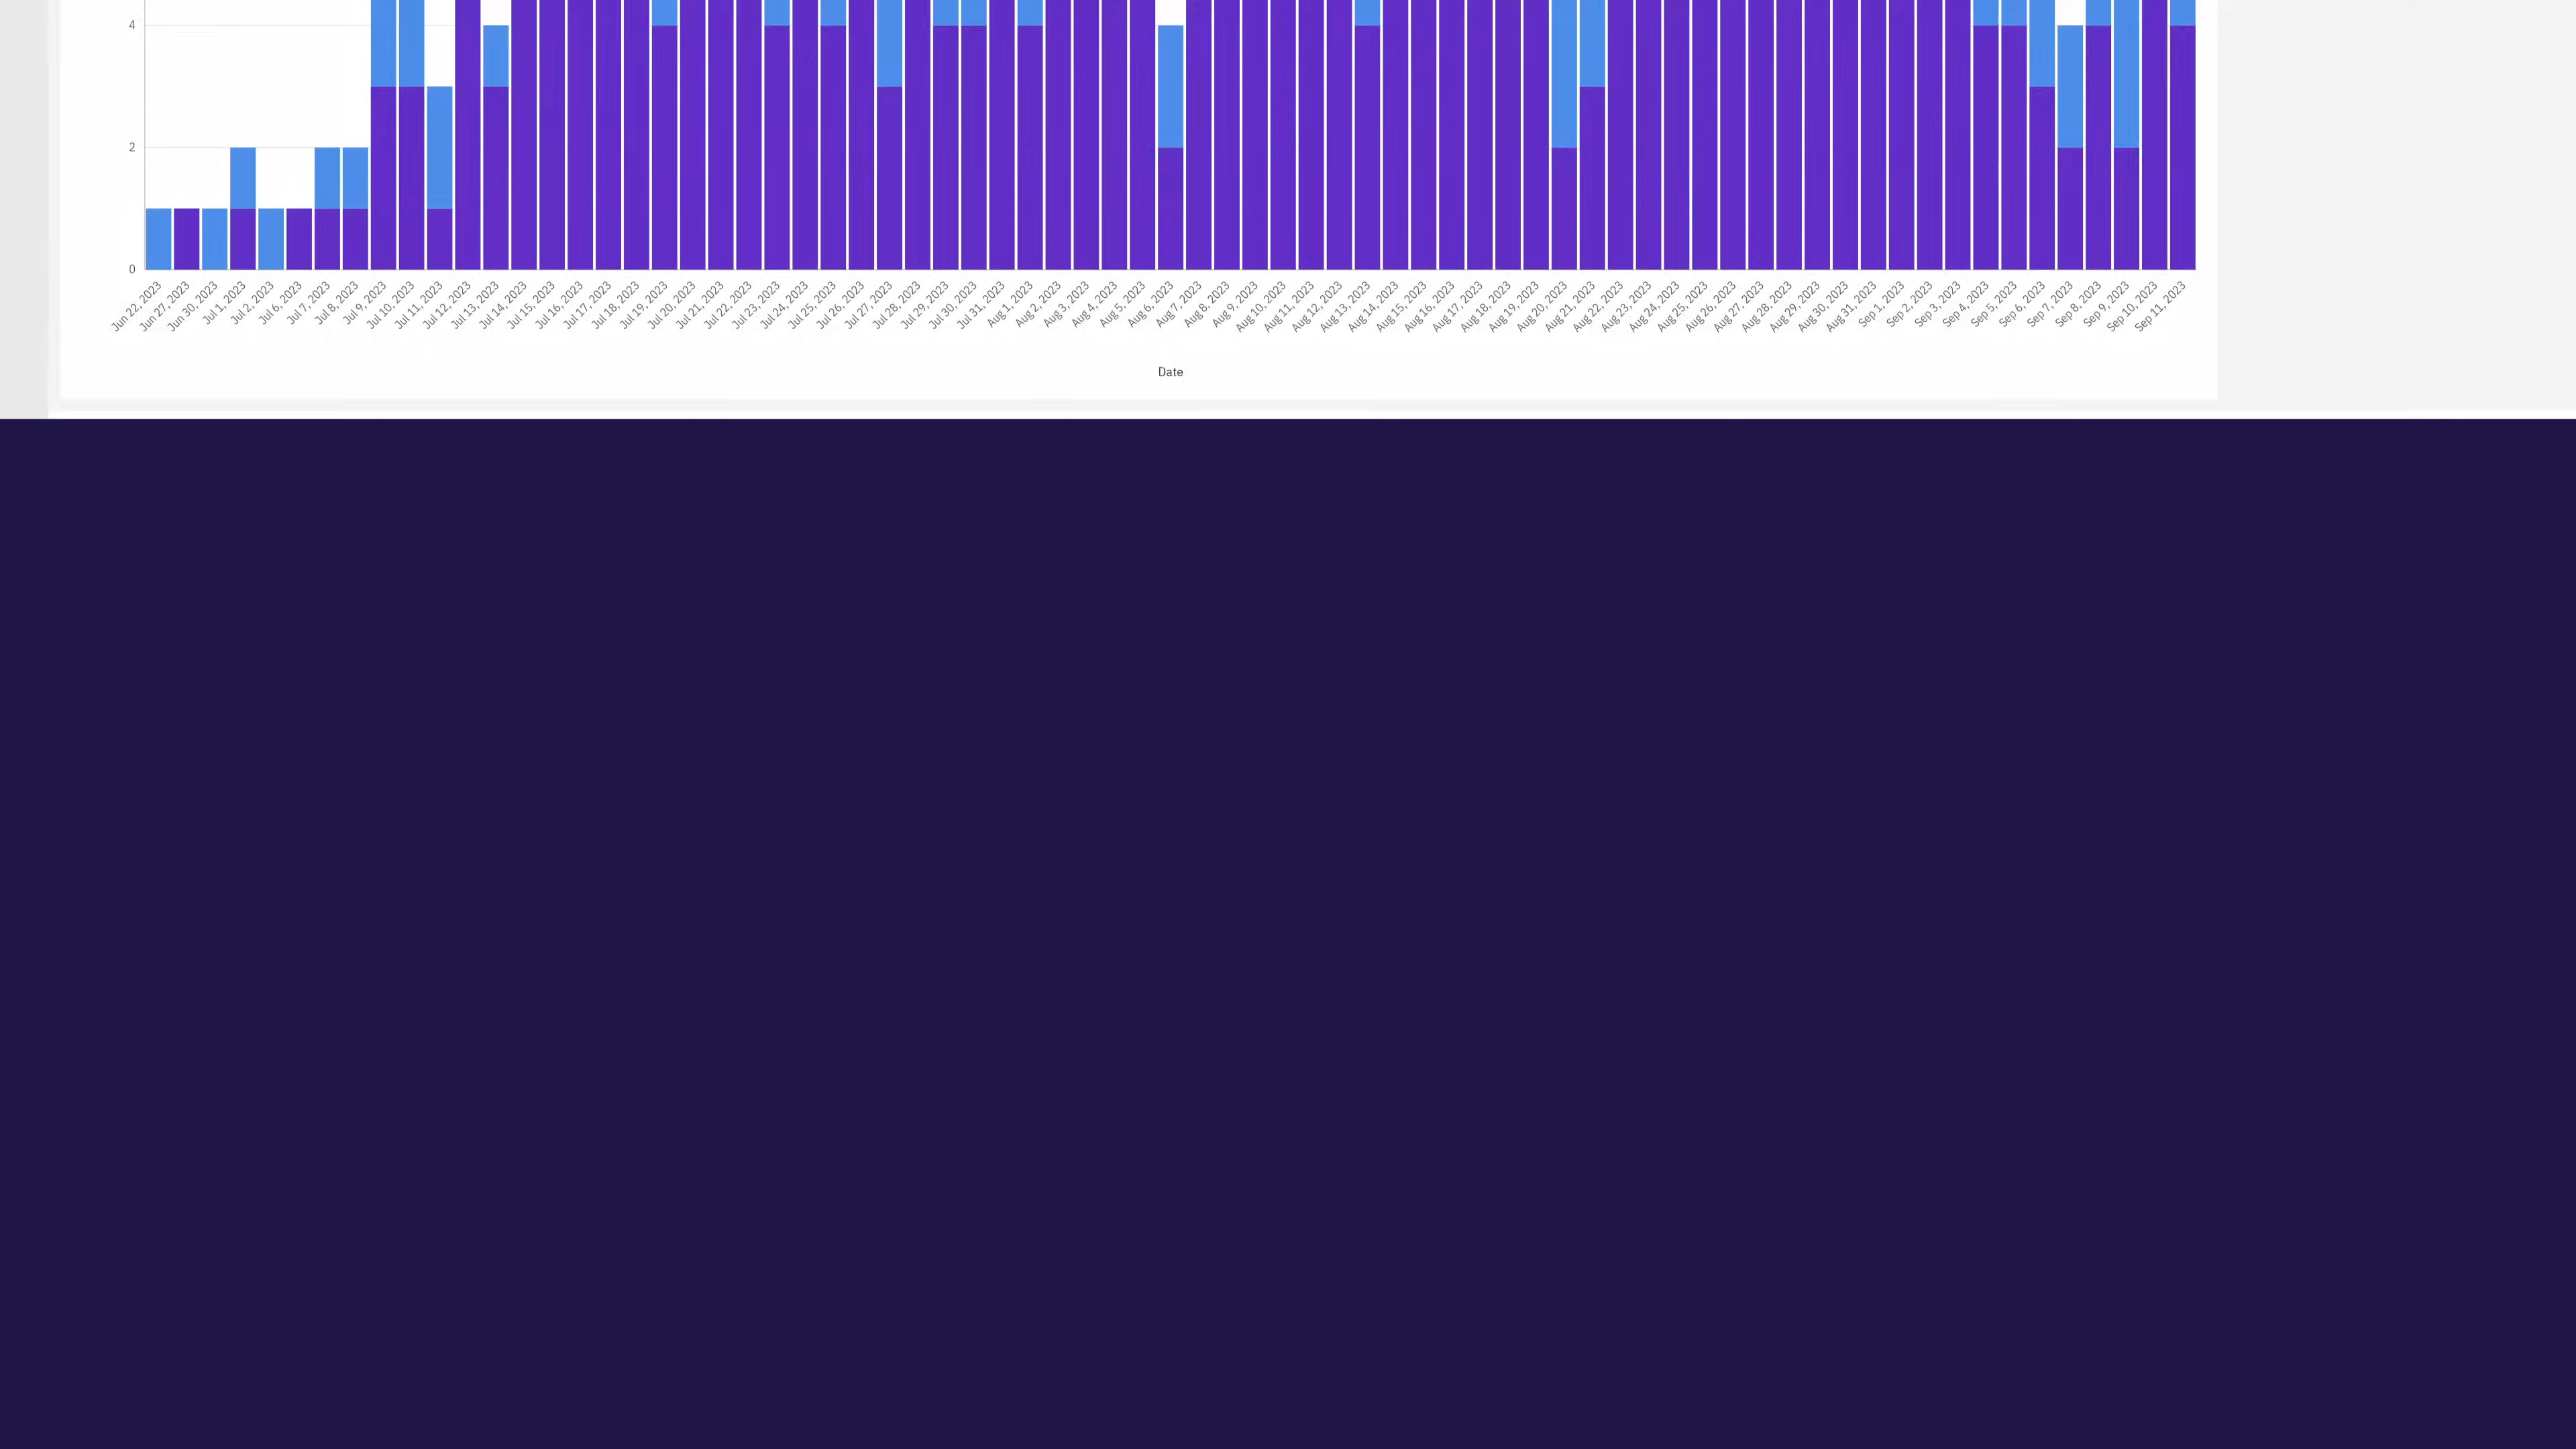 4
2
0
Jun 22, 2023
Jun 27, 2023
Jun 30, 2023
Jul 1, 2023
Jul 2, 2023
Jul 6, 2023
Jul 7, 2023
Jul 8, 2023
Jul 9, 2023
Jul 10, 2023
Jul 11, 2023
Jul 12, 2023
Jul 13, 2023
Jul 14, 2023
Jul 15, 2023
Jul 16, 2023
Jul 17, 2023
Jul 18, 2023
Jul 19, 2023
Jul 20, 2023
Jul 21, 2023
Jul 22, 2023
Jul 23, 2023
Jul 24, 2023
Jul 25, 2023
Jul 26, 2023
Jul 27, 2023
Jul 28, 2023
Jul 29, 2023
Jul 30, 2023
Jul 31, 2023
Aug 1, 2023
Aug 2, 2023
Aug 3, 2023
Aug 4, 2023
Aug 5, 2023
Aug 6, 2023
Aug 7, 2023
Aug 8, 2023
Aug 9, 2023
Aug 10, 2023
Aug 11, 2023
Aug 12, 2023
Aug 13, 2023
Aug 14, 2023
Aug 15, 2023
Aug 16, 2023
Aug 17, 2023
Aug 18, 2023
Aug 19, 2023
Aug 20, 2023
Aug 21, 2023
Aug 22, 2023
Aug 23, 2023
Aug 24, 2023
Aug 25, 2023
Aug 26, 2023
Aug 27, 2023
Aug 28, 2023
Aug 29, 2023
Aug 30, 2023
Aug 31, 2023
Sep 1, 2023
Sep 2, 2023
Sep 3, 2023
Sep 4, 2023
Sep 5, 2023
Sep 6, 2023
Sep 7, 2023
Sep 8, 2023
Sep 9, 2023
Sep 10, 2023
Sep 11, 2023
Date